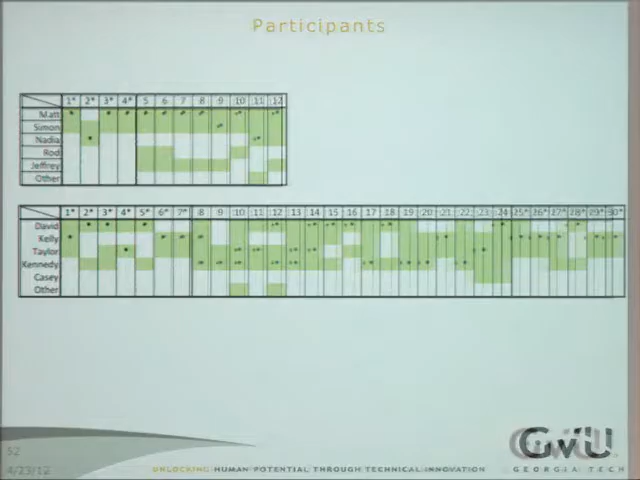 Participants
1* 2* 3* 4* 5 6 7 8 9 10 11 12
Matt
Simon
Nadia
Rod
Jeffrey
Other
1* 2* 3* 4* 5* 6* 7* 8 9 10 11 12 13 14 15 16 17 18 19 20 21 22 23 24 25* 26* 27* 28* 29* 30*
David
Kelly
Taylor
Kennedy
Casey
Other
52
4/23/12
UNLOCKING HUMAN POTENTIAL THROUGH TECHNICAL INNOVATION
GVU
GEORGIA TECH